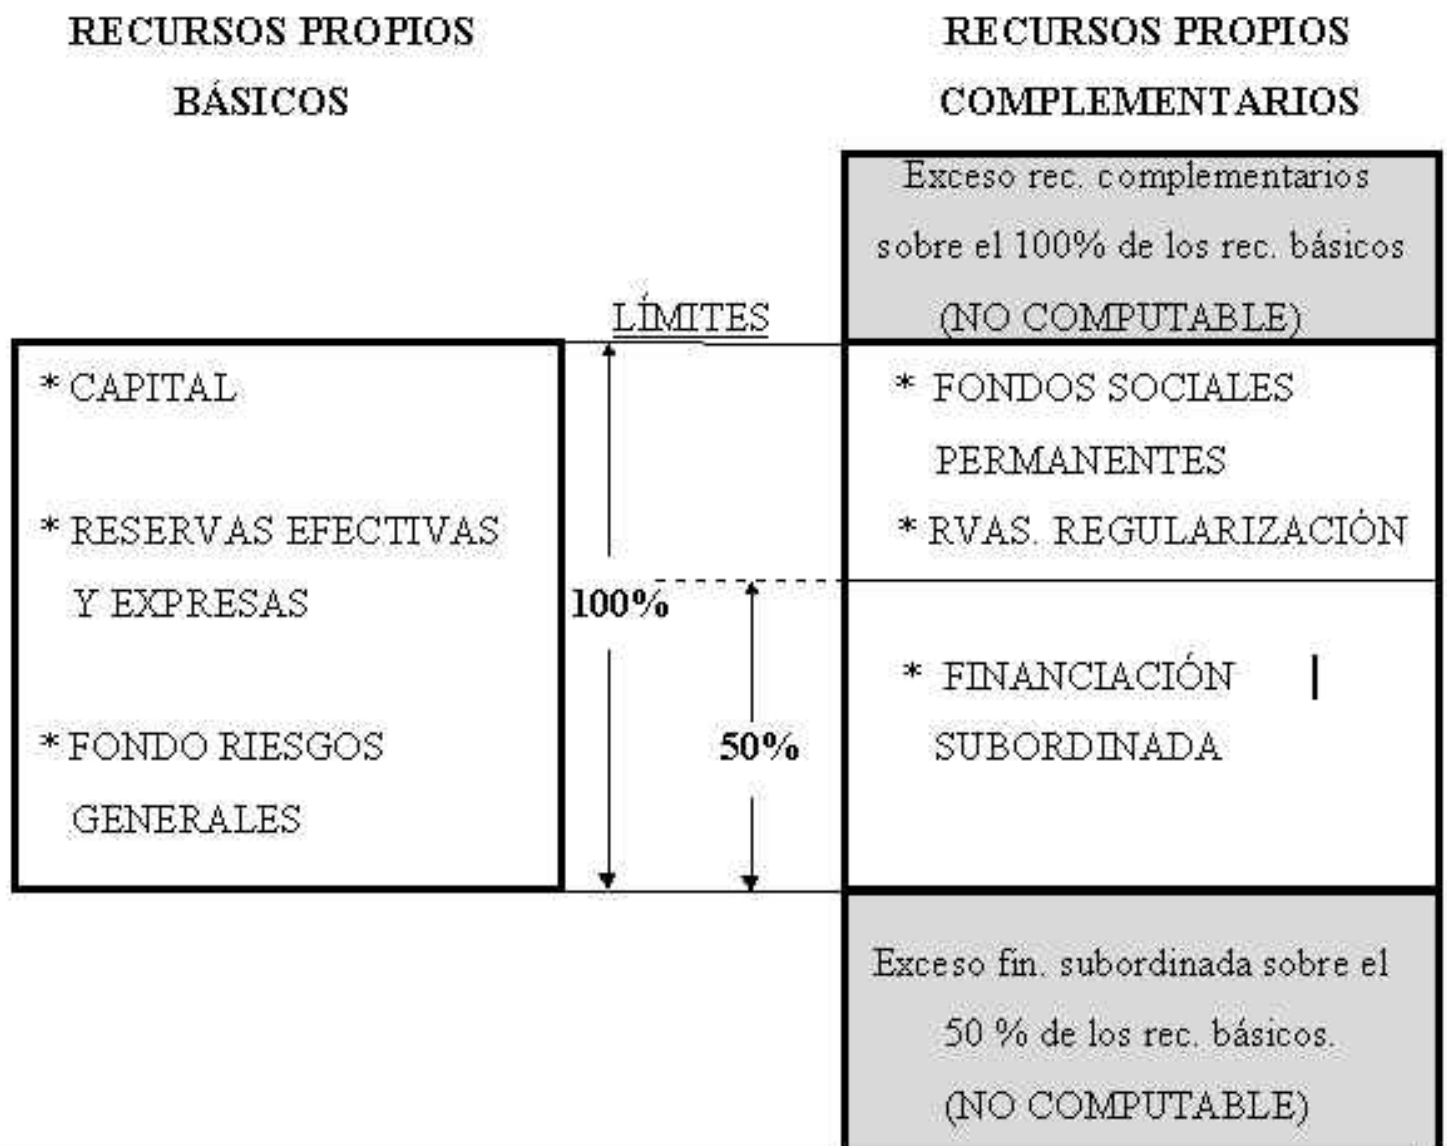 RECURSOS PROPIOS
BÁSICOS
RECURSOS PROPIOS
COMPLEMENTARIOS
Exceso rec. complementarios
sobre el 100% de los rec. básicos
(NO COMPUTABLE)
LÍMITES
* CAPITAL
* RESERVAS EFECTIVAS
Y EXPRESAS
* FONDO RIESGOS
GENERALES
100%
50%
* FONDOS SOCIALES
PERMANENTES
* RVAS. REGULARIZACIÓN
* FINANCIACIÓN
SUBORDINADA
Exceso fin. subordinada sobre el
50 % de los rec. básicos.
(NO COMPUTABLE)